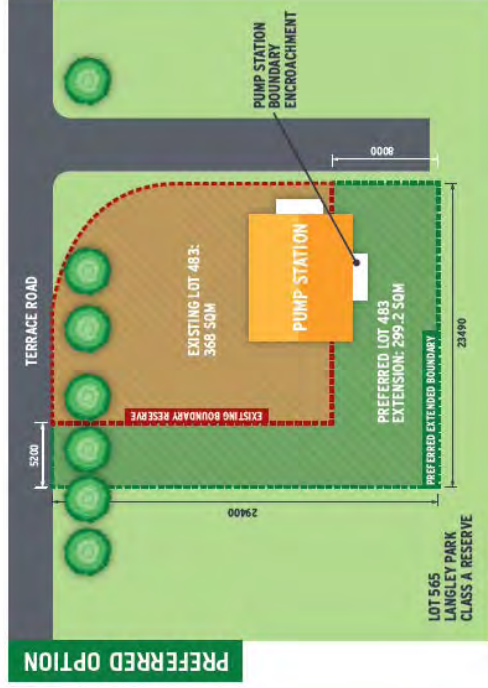 PREFERRED OPTION
TERRACE ROAD
5200
EXISTING LOT 483:
368 SQM
PUMP STATION
PUMP STATION
BOUNDARY
ENCROACHMENT
8000
EXISTING BOUNDARY RESERVE
PREFERRED LOT 483
EXTENSION: 299.2 SQM
PREFERRED EXTENDED BOUNDARY
29400
23490
LOT 565
LANGLEY PARK
CLASS A RESERVE